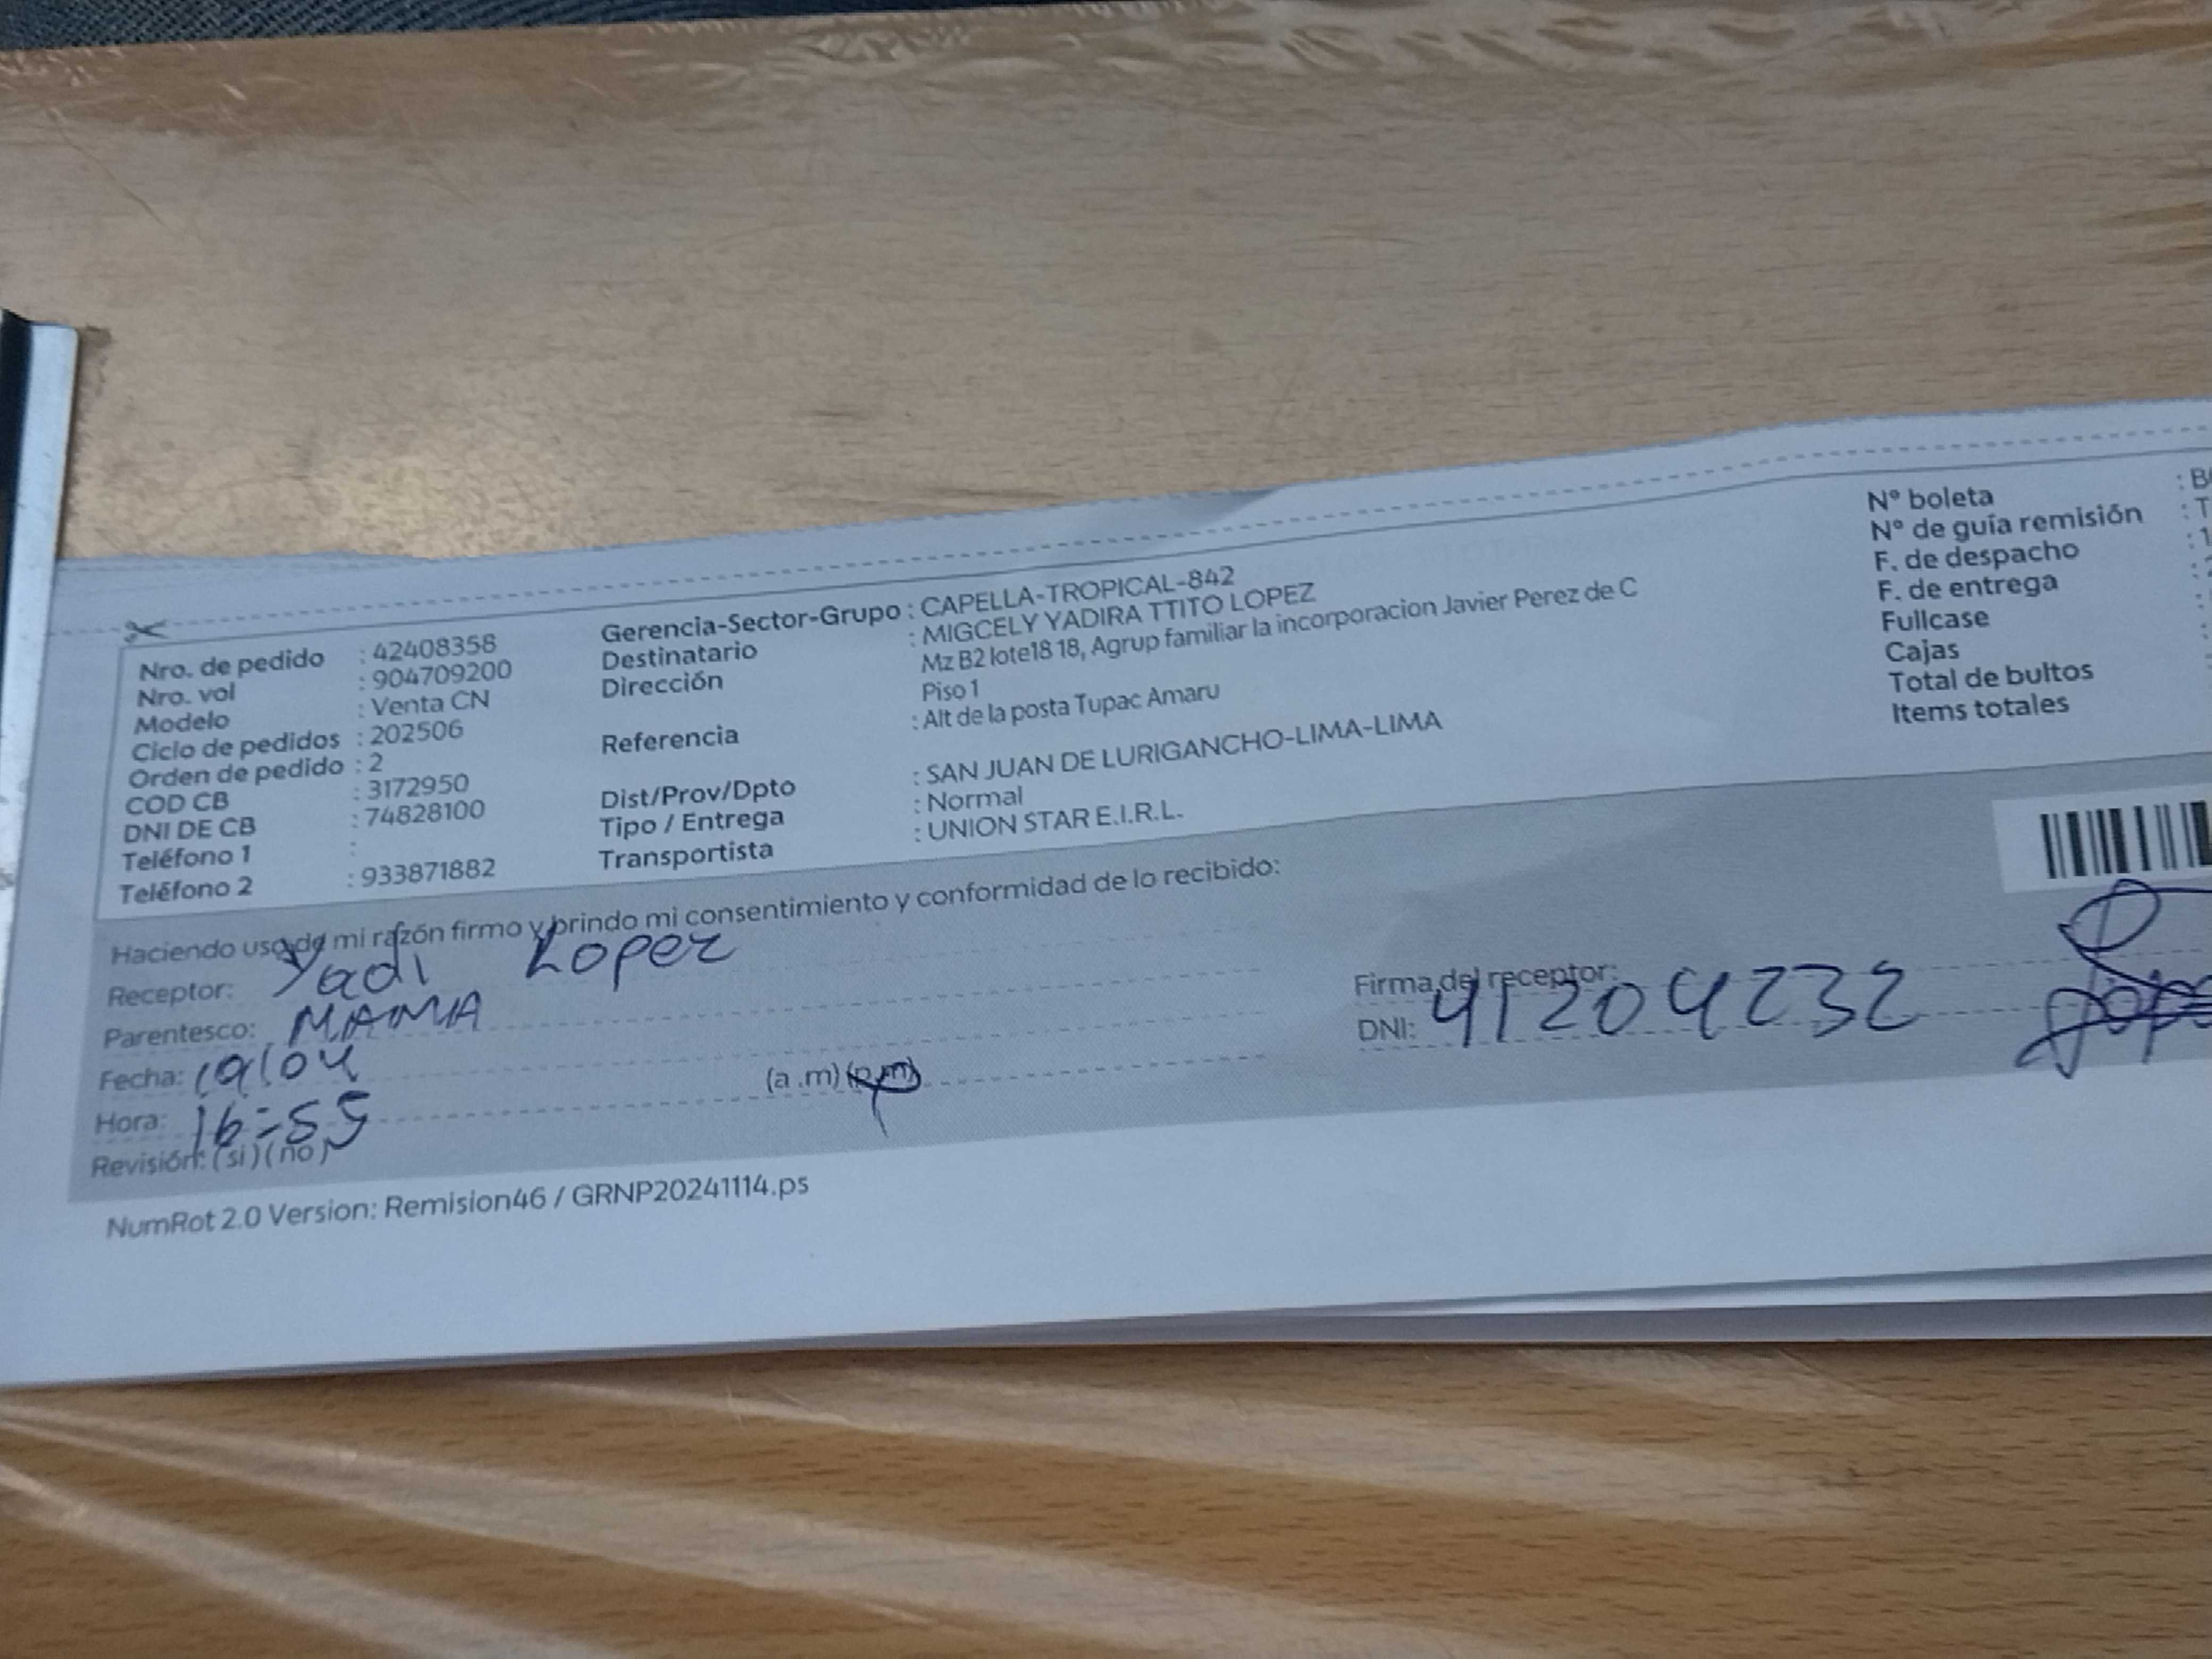 Nro. de pedido : 42408358 Gerencia-Sector-Grupo : CAPELLA-TROPICAL-842 N° boleta
Nro. vol : 904709200 Destinatario : MIGCELY YADIRA TTITO LOPEZ N° de guía remisión
Modelo : Venta CN Dirección Mz B2 lote18 18, Agrup familiar la incorporacion Javier Perez de C F. de despacho
Piso 1 F. de entrega
Ciclo de pedidos : 202506 Referencia : Alt de la posta Tupac Amaru Fullcase
Orden de pedido : 2 Cajas
COD CB : 3172950 Dist/Prov/Dpto : SAN JUAN DE LURIGANCHO-LIMA-LIMA Total de bultos
DNI DE CB : 74828100 Tipo / Entrega : Normal Items totales
Teléfono 1 : Transportista : UNION STAR E.I.R.L.
Teléfono 2 : 933871882
Haciendo uso de mi razón firmo y brindo mi consentimiento y conformidad de lo recibido:
Receptor: Yadi Lopez Firma del receptor:
Parentesco: MAMA DNI: 41204232
Fecha: 19/04
Hora: 16:55 (a .m) (p.m)
Revisión: (si) (no)
NumRot 2.0 Version: Remision46 / GRNP20241114.ps